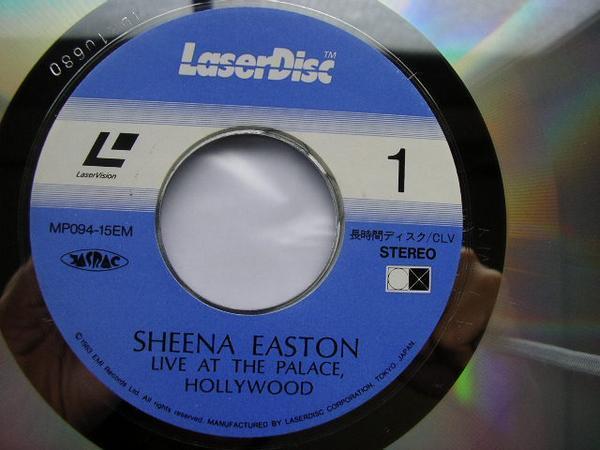 LaserDisc™
LaserVision
1
MP094-15EM
長時間ディスク/CLV
STEREO
JASRAC
SHEENA EASTON
LIVE AT THE PALACE,
HOLLYWOOD
©1983 EMI Records Ltd. All rights reserved. MANUFACTURED BY LASERDISC CORPORATION, TOKYO JAPAN.